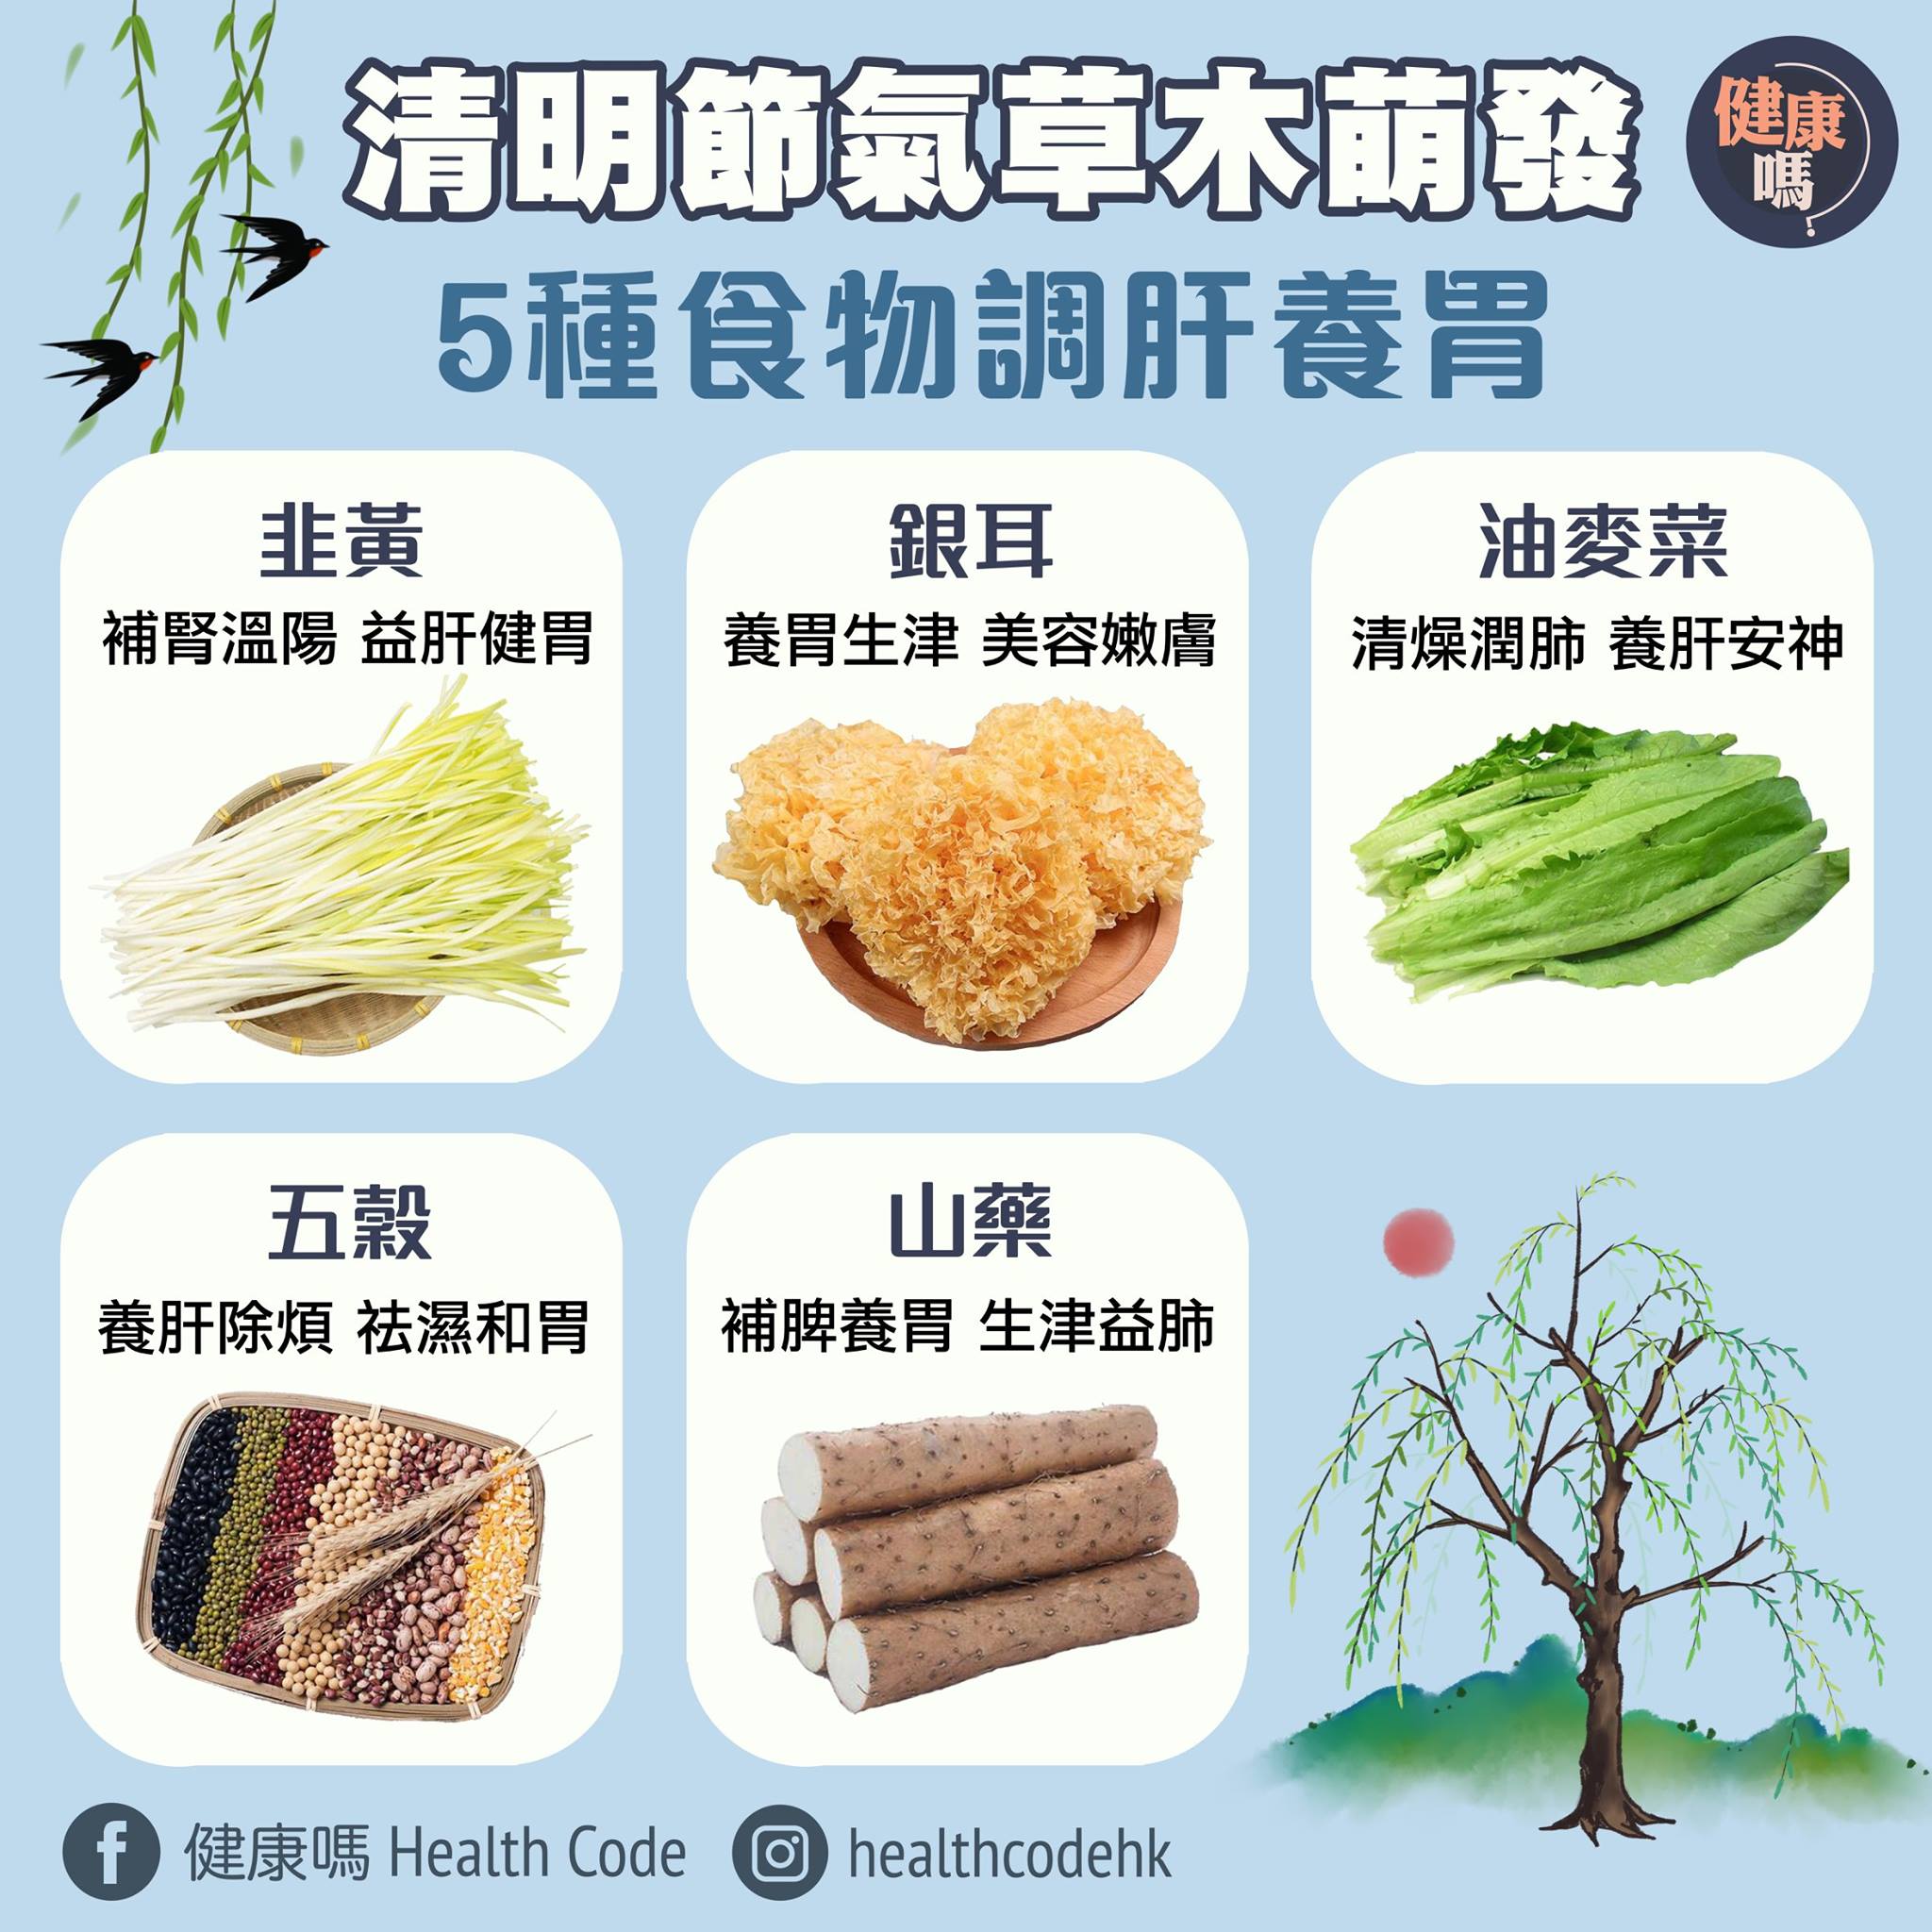 清明節氣草木萌發
健康
嗎?
5種食物調肝養胃
韭黃
補腎溫陽 益肝健胃
銀耳
養胃生津 美容嫩膚
油麥菜
清燥潤肺 養肝安神
五穀
養肝除煩 祛濕和胃
山藥
補脾養胃 生津益肺
健康嗎 Health Code
healthcodehk